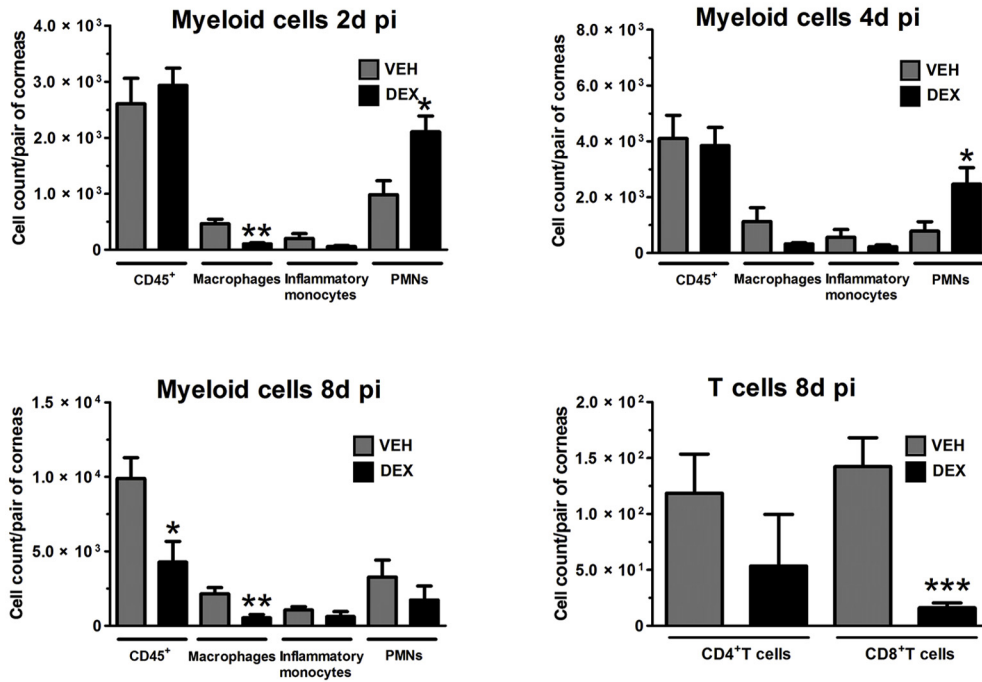 Myeloid cells 2d pi
Cell count/pair of corneas
4.0 × 10³
3.0 × 10³
2.0 × 10³
1.0 × 10³
0
VEH
DEX
**
*
CD45⁺
Macrophages
Inflammatory
monocytes
PMNs
Myeloid cells 4d pi
Cell count/pair of corneas
8.0 × 10³
6.0 × 10³
4.0 × 10³
2.0 × 10³
0
VEH
DEX
*
CD45⁺
Macrophages
Inflammatory
monocytes
PMNs
Myeloid cells 8d pi
Cell count/pair of corneas
1.5 × 10⁴
1.0 × 10⁴
5.0 × 10³
0
VEH
DEX
*
**
CD45⁺
Macrophages
Inflammatory
monocytes
PMNs
T cells 8d pi
Cell count/pair of corneas
2.0 × 10²
1.5 × 10²
1.0 × 10²
5.0 × 10¹
0
VEH
DEX
***
CD4⁺T cells
CD8⁺T cells